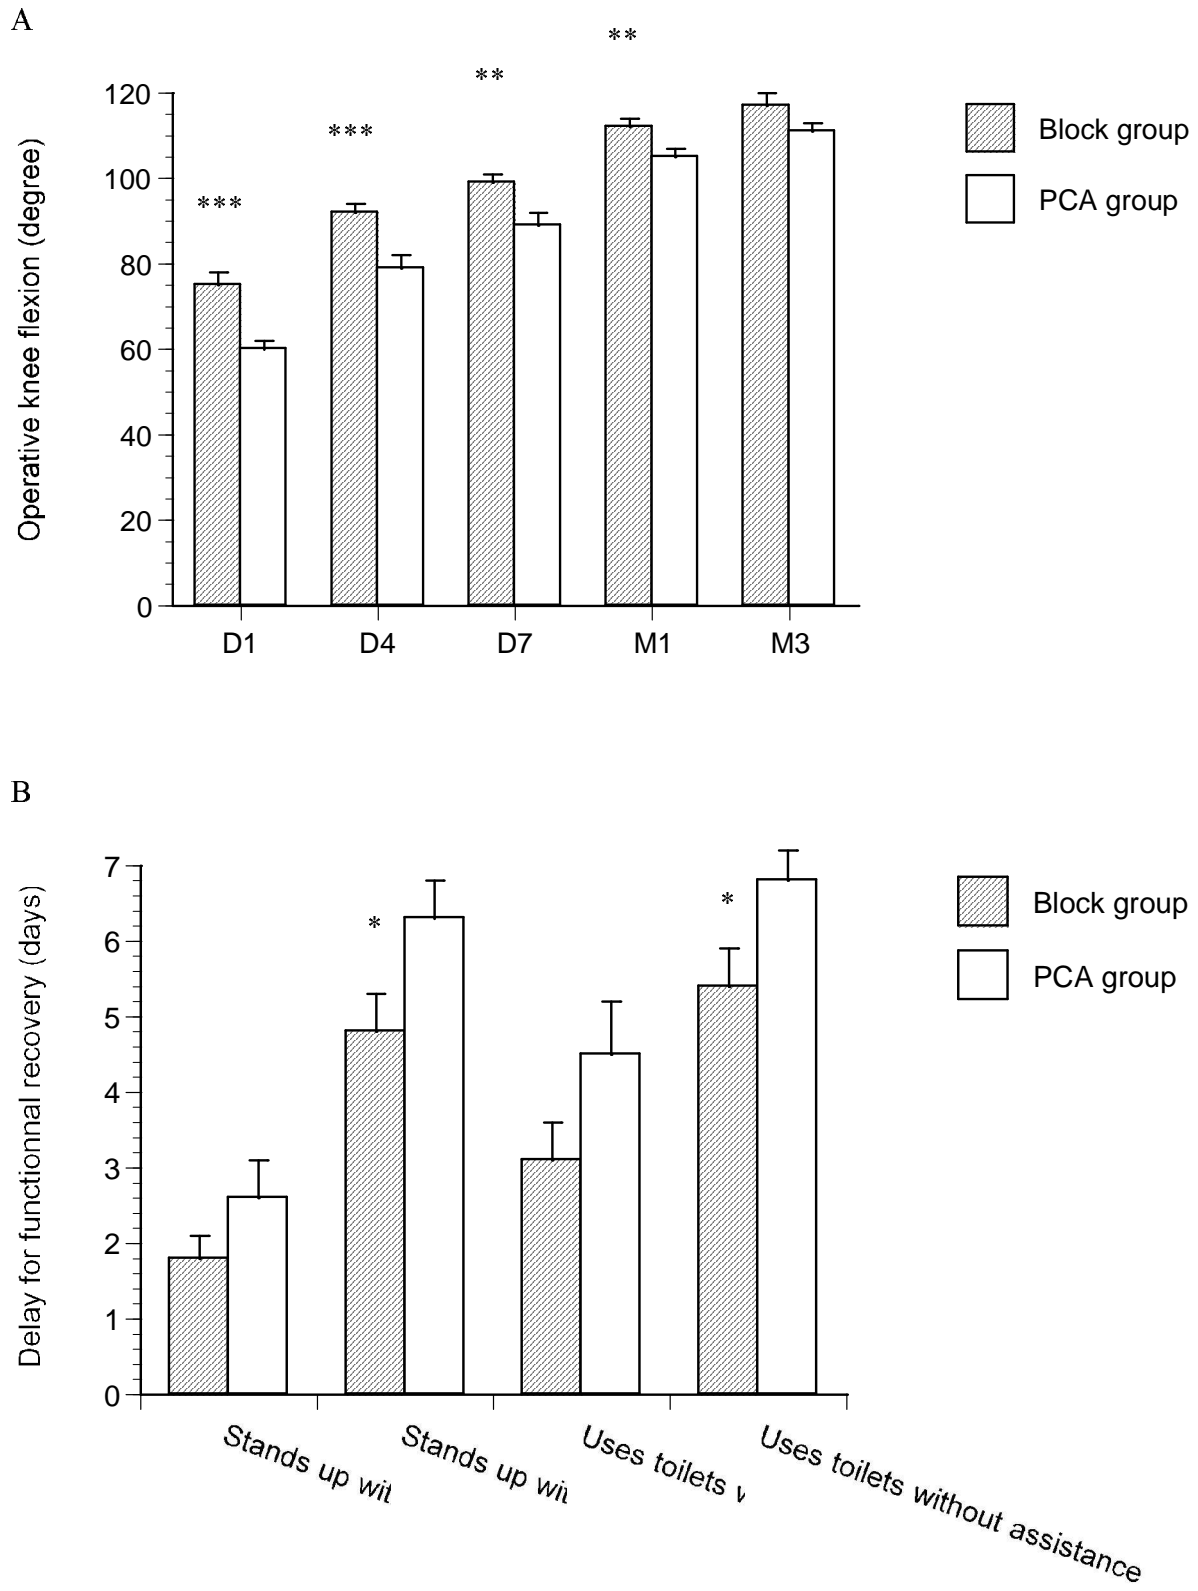 A
** 
**
***
***
120
100
80
60
40
20
0
Operative knee flexion (degree)
D1 D4 D7 M1 M3
Block group
PCA group
B
7
6
5
4
3
2
1
0
Delay for functionnal recovery (days)
*
*
Block group
PCA group
Stands up wit
Stands up wit
Uses toilets
Uses toilets without assistance